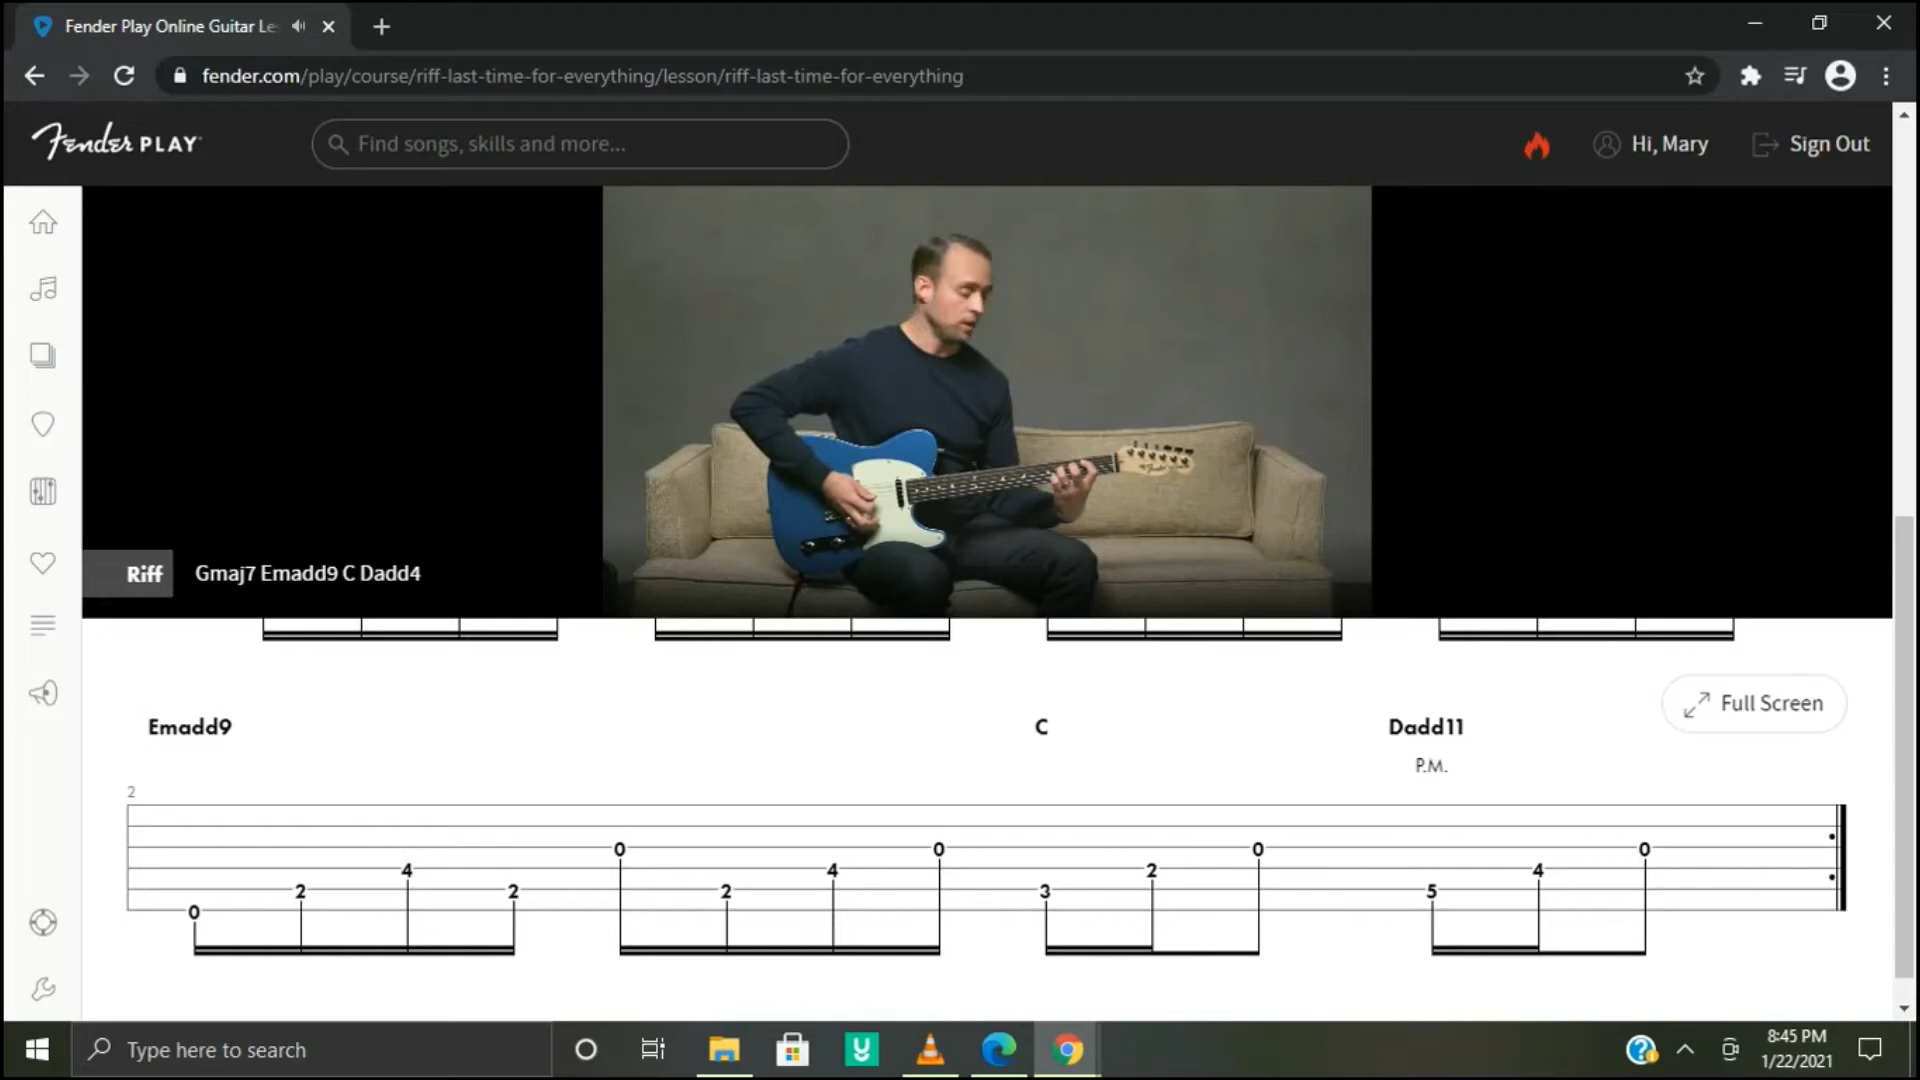 Fender Play Online Guitar Le
fender.com/play/course/riff-last-time-for-everything/lesson/riff-last-time-for-everything
Fender PLAY
Find songs, skills and more...
Hi, Mary
Sign Out
Riff
Gmaj7 Emadd9 C Dadd4
Full Screen
Emadd9
C
Dadd11
P.M.
2
0 2 4 2 0 2 4 0 3 2 0 5 4 0
Type here to search
8:45 PM
1/22/2021